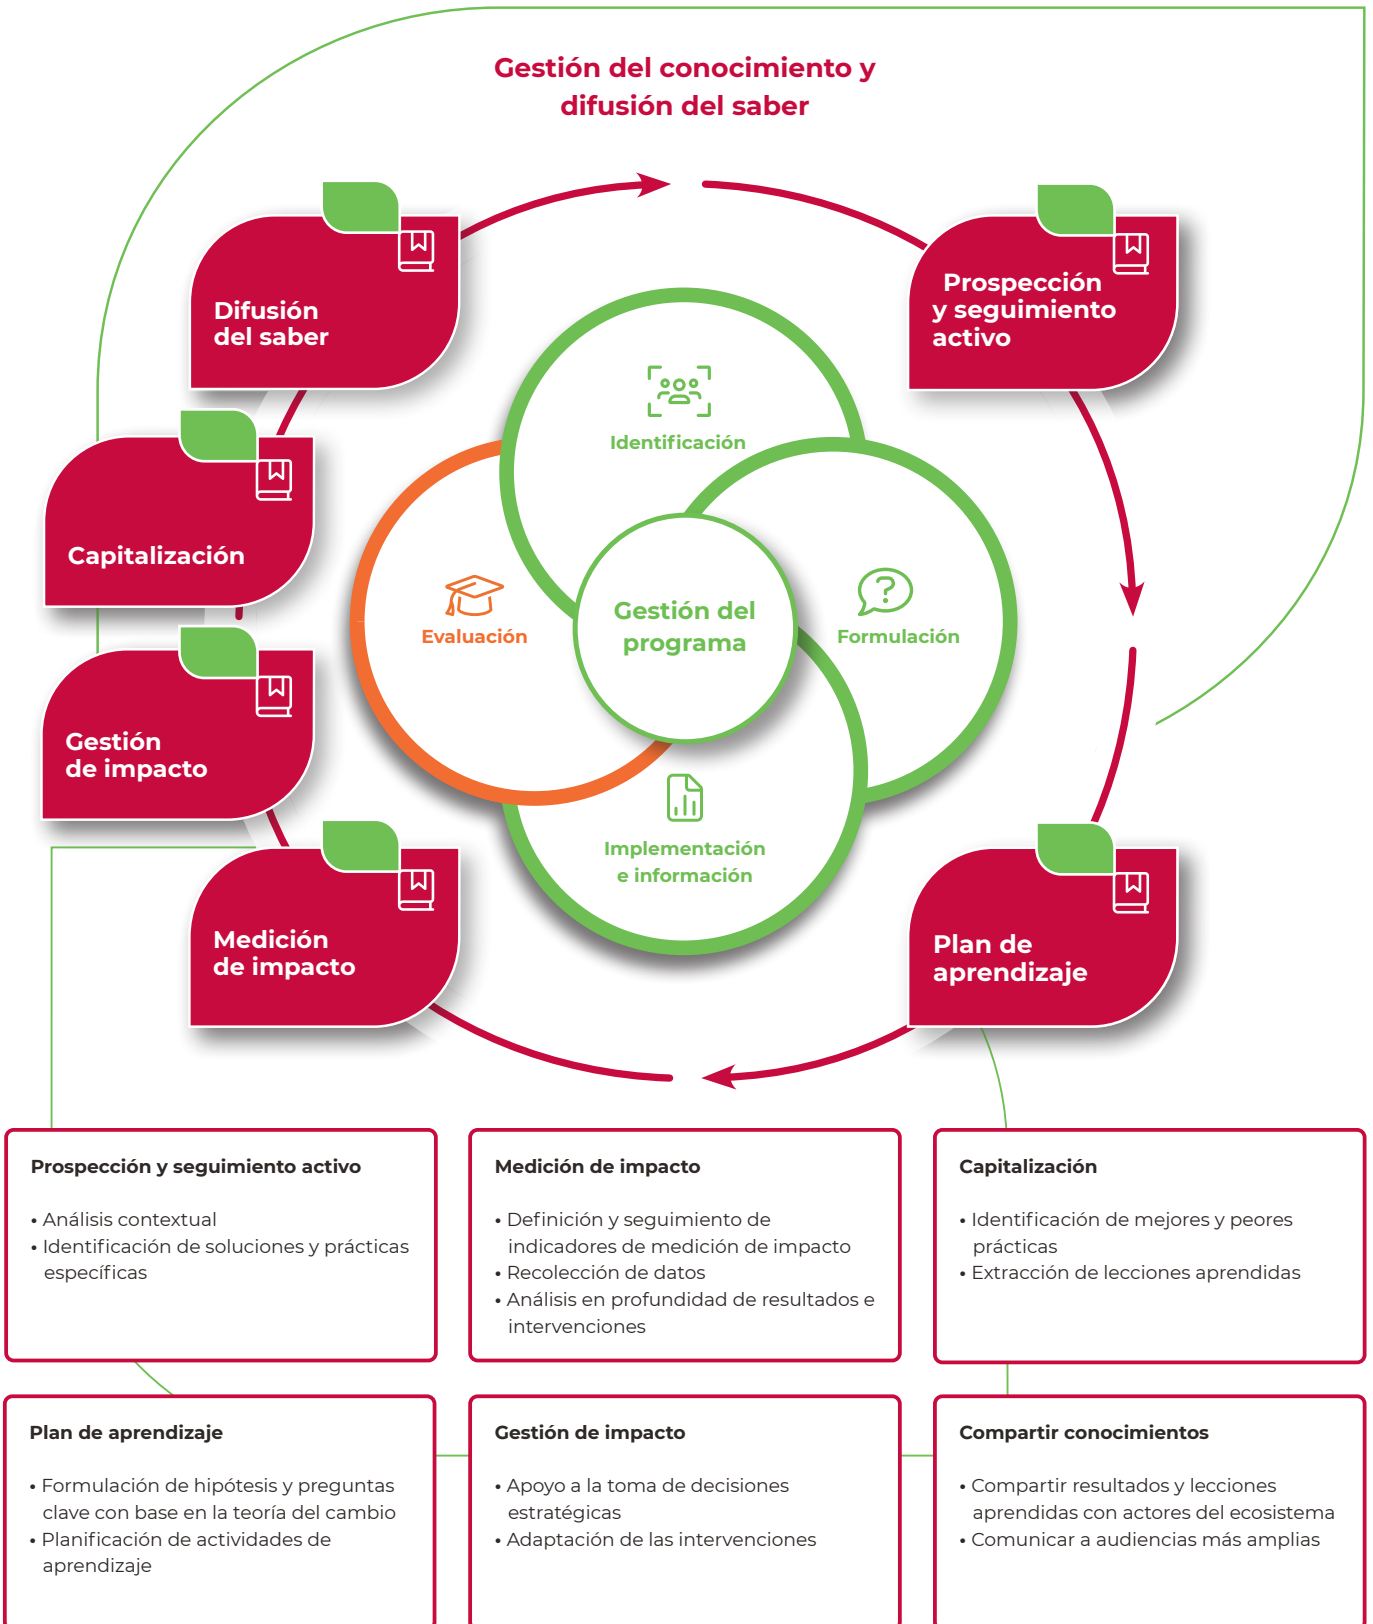 Gestión del conocimiento y
difusión del saber
Difusión
del saber
Prospección
y seguimiento
activo
Identificación
Capitalización
Evaluación
Gestión del
programa
Formulación
Gestión
de impacto
Implementación
e información
Medición
de impacto
Plan de
aprendizaje
Prospección y seguimiento activo
• Análisis contextual
• Identificación de soluciones y prácticas
específicas
Medición de impacto
• Definición y seguimiento de
indicadores de medición de impacto
• Recolección de datos
• Análisis en profundidad de resultados e
intervenciones
Capitalización
• Identificación de mejores y peores
prácticas
• Extracción de lecciones aprendidas
Plan de aprendizaje
• Formulación de hipótesis y preguntas
clave con base en la teoría del cambio
• Planificación de actividades de
aprendizaje
Gestión de impacto
• Apoyo a la toma de decisiones
estratégicas
• Adaptación de las intervenciones
Compartir conocimientos
• Compartir resultados y lecciones
aprendidas con actores del ecosistema
• Comunicar a audiencias más amplias